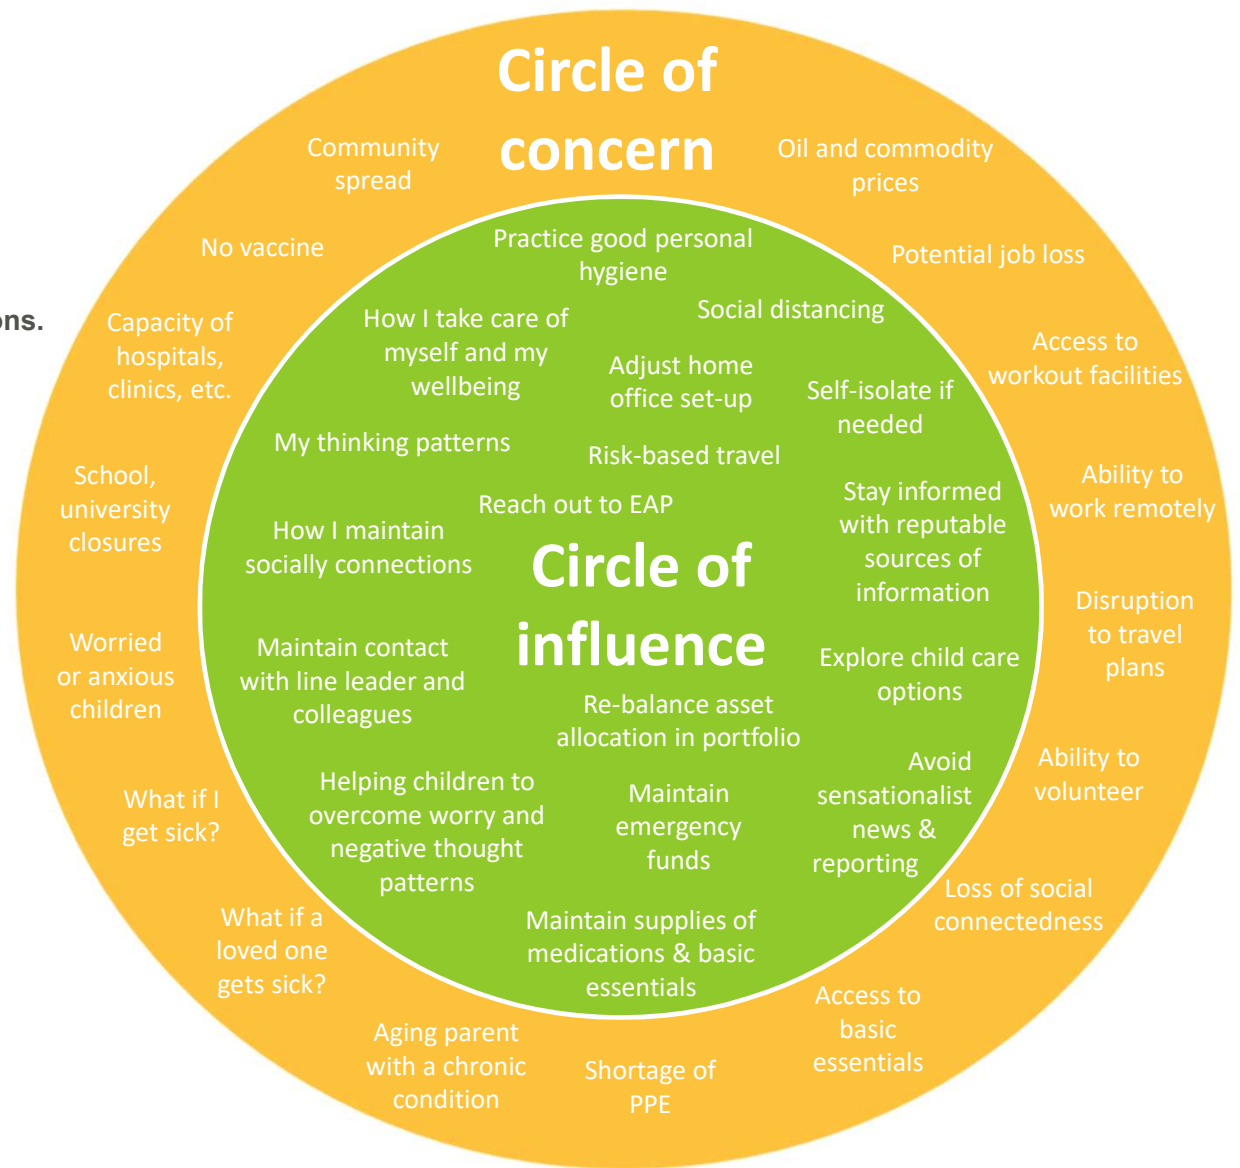 Circle of
concern
Community
spread
Oil and commodity
prices
No vaccine
Potential job loss
ons.
Capacity of
hospitals,
clinics, etc.
Access to
workout facilities
School,
university
closures
Ability to
work remotely
Worried
or anxious
children
Disruption
to travel
plans
What if I
get sick?
Ability to
volunteer
What if a
loved one
gets sick?
Loss of social
connectedness
Aging parent
with a chronic
condition
Shortage of
PPE
Access to
basic
essentials
Practice good personal
hygiene
How I take care of
myself and my
wellbeing
Social distancing
Adjust home
office set-up
Self-isolate if
needed
My thinking patterns
Risk-based travel
Reach out to EAP
Stay informed
with reputable
sources of
information
How I maintain
socially connections
Circle of
influence
Maintain contact
with line leader and
colleagues
Explore child care
options
Re-balance asset
allocation in portfolio
Helping children to
overcome worry and
negative thought
patterns
Maintain
emergency
funds
Avoid
sensationalist
news &
reporting
Maintain supplies of
medications & basic
essentials